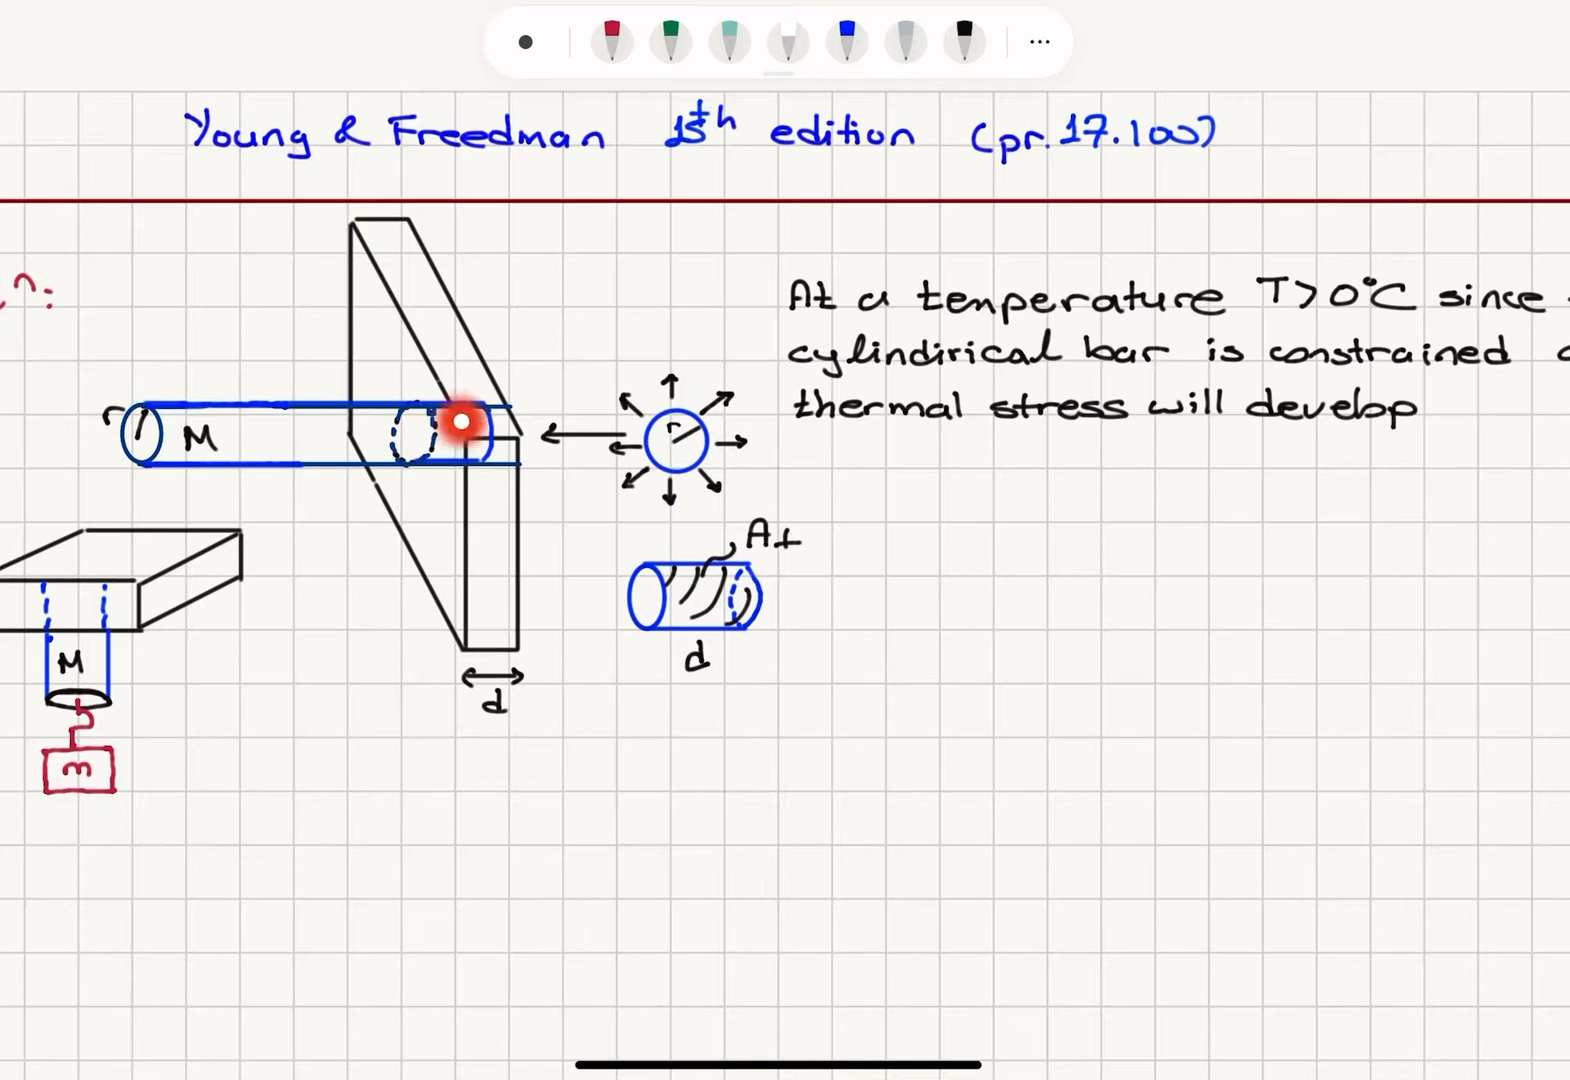 Young & Freedman 15th edition (pr. 17.100)
n:
At a temperature T>0°C since
cylindirical bar is constrained
thermal stress will develop
r
M
r
At
d
d
M
m